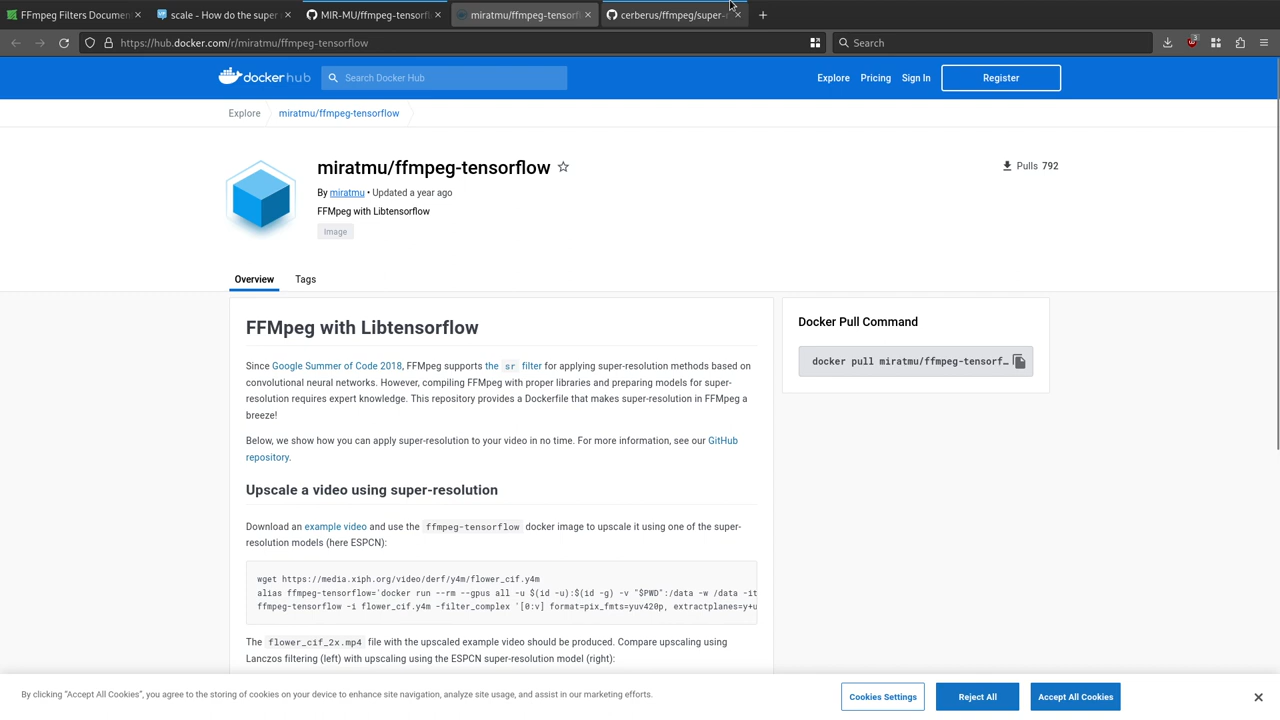 FFmpeg Filters Documen
scale - How do the super
MIR-MU/ffmpeg-tensorfl
miratmu/ffmpeg-tensorf
cerberus/ffmpeg/super-r
https://hub.docker.com/r/miratmu/ffmpeg-tensorflow
Search
3
dockerhub
Search Docker Hub
Explore
Pricing
Sign In
Register
Explore
miratmu/ffmpeg-tensorflow
miratmu/ffmpeg-tensorflow
Pulls 792
By miratmu • Updated a year ago
FFMpeg with Libtensorflow
Image
Overview
Tags
FFMpeg with Libtensorflow
Since Google Summer of Code 2018, FFMpeg supports the sr filter for applying super-resolution methods based on
convolutional neural networks. However, compiling FFMpeg with proper libraries and preparing models for super-
resolution requires expert knowledge. This repository provides a Dockerfile that makes super-resolution in FFMpeg a
breeze!
Below, we show how you can apply super-resolution to your video in no time. For more information, see our GitHub
repository.
Upscale a video using super-resolution
Download an example video and use the ffmpeg-tensorflow docker image to upscale it using one of the super-
resolution models (here ESPCN):
wget https://media.xiph.org/video/derf/y4m/flower_cif.y4m
alias ffmpeg-tensorflow='docker run --rm --gpus all -u $(id -u):$(id -g) -v "$PWD":/data -w /data -it
ffmpeg-tensorflow -i flower_cif.y4m -filter_complex '[0:v] format=pix_fmts=yuv420p, extractplanes=y+u
The flower_cif_2x.mp4 file with the upscaled example video should be produced. Compare upscaling using
Lanczos filtering (left) with upscaling using the ESPCN super-resolution model (right):
Docker Pull Command
docker pull miratmu/ffmpeg-tensorf…
By clicking “Accept All Cookies”, you agree to the storing of cookies on your device to enhance site navigation, analyze site usage, and assist in our marketing efforts.
Cookies Settings
Reject All
Accept All Cookies